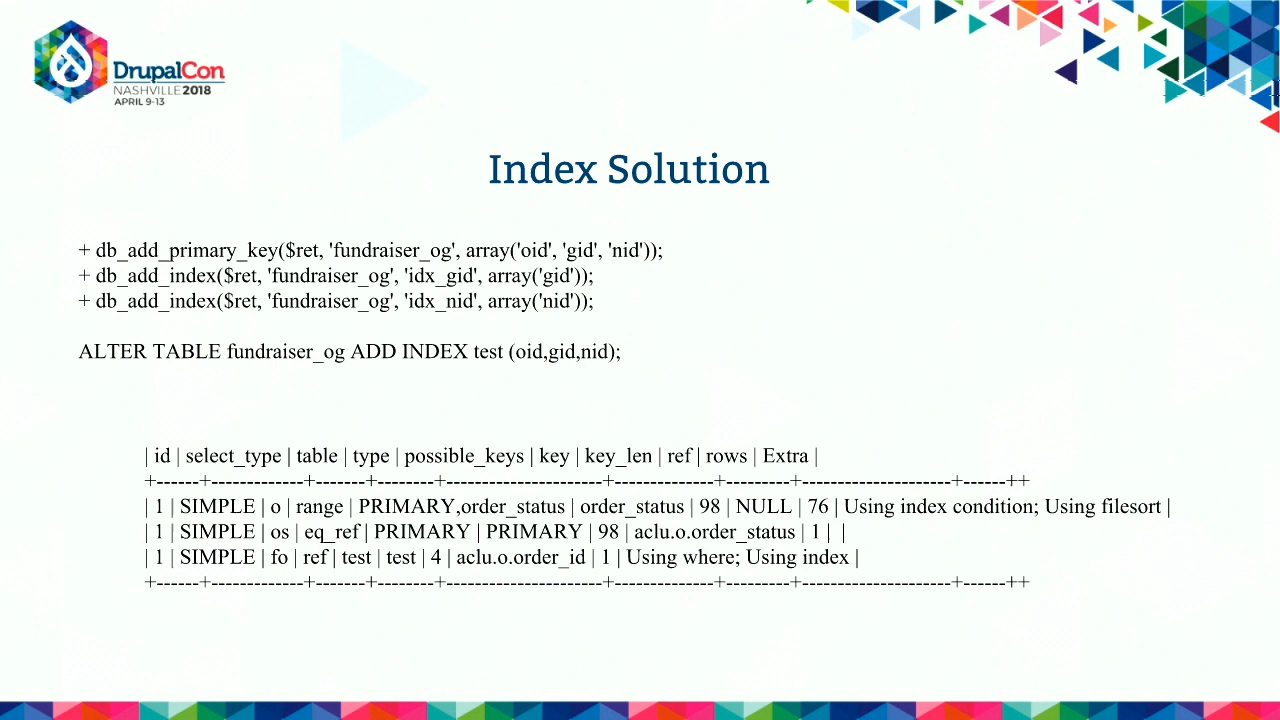 DrupalCon
NASHVILLE 2018
APRIL 9-13
Index Solution
+ db_add_primary_key($ret, 'fundraiser_og', array('oid', 'gid', 'nid'));
+ db_add_index($ret, 'fundraiser_og', 'idx_gid', array('gid'));
+ db_add_index($ret, 'fundraiser_og', 'idx_nid', array('nid'));
ALTER TABLE fundraiser_og ADD INDEX test (oid,gid,nid);
| id | select_type | table | type | possible_keys | key | key_len | ref | rows | Extra |
+------+-------------+-------+--------+----------------------+--------------+---------+---------------------+------++
| 1 | SIMPLE | o | range | PRIMARY,order_status | order_status | 98 | NULL | 76 | Using index condition; Using filesort |
| 1 | SIMPLE | os | eq_ref | PRIMARY | PRIMARY | 98 | aclu.o.order_status | 1 | |
| 1 | SIMPLE | fo | ref | test | test | 4 | aclu.o.order_id | 1 | Using where; Using index |
+------+-------------+-------+--------+----------------------+--------------+---------+---------------------+------++